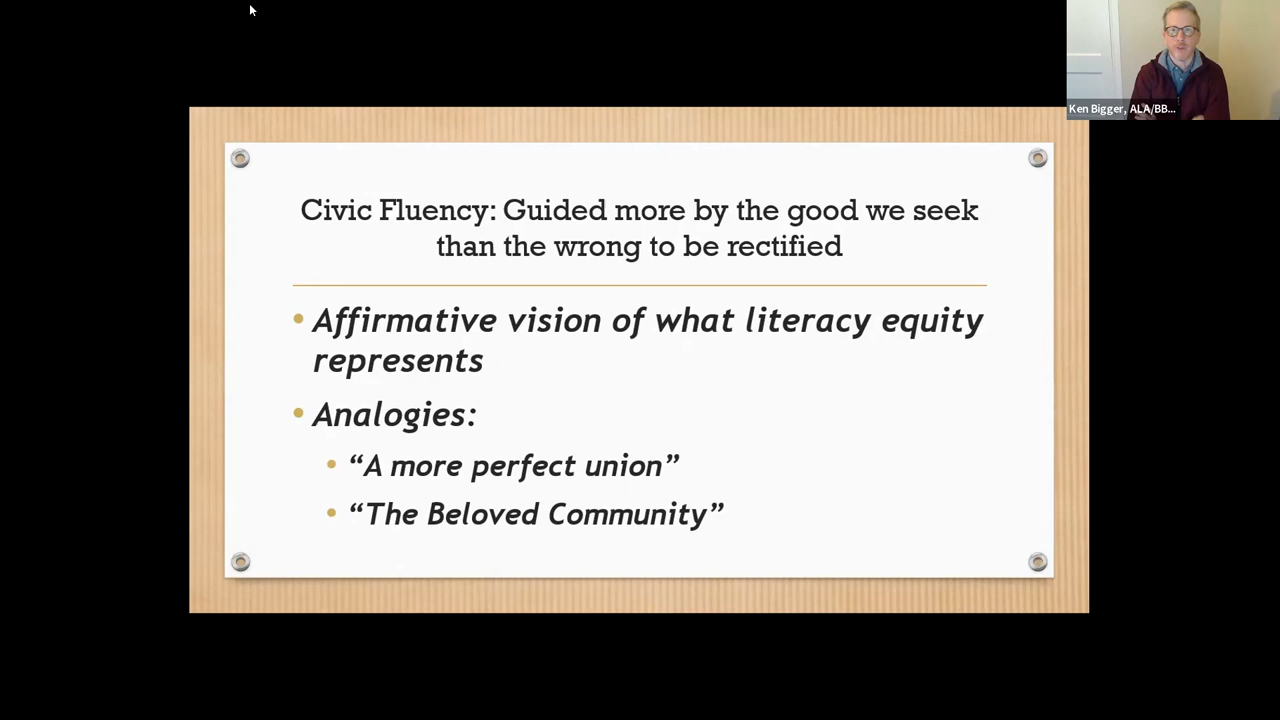 Ken Bigger, ALA/BB...
Civic Fluency: Guided more by the good we seek
than the wrong to be rectified
• Affirmative vision of what literacy equity
represents
• Analogies:
• “A more perfect union”
• “The Beloved Community”